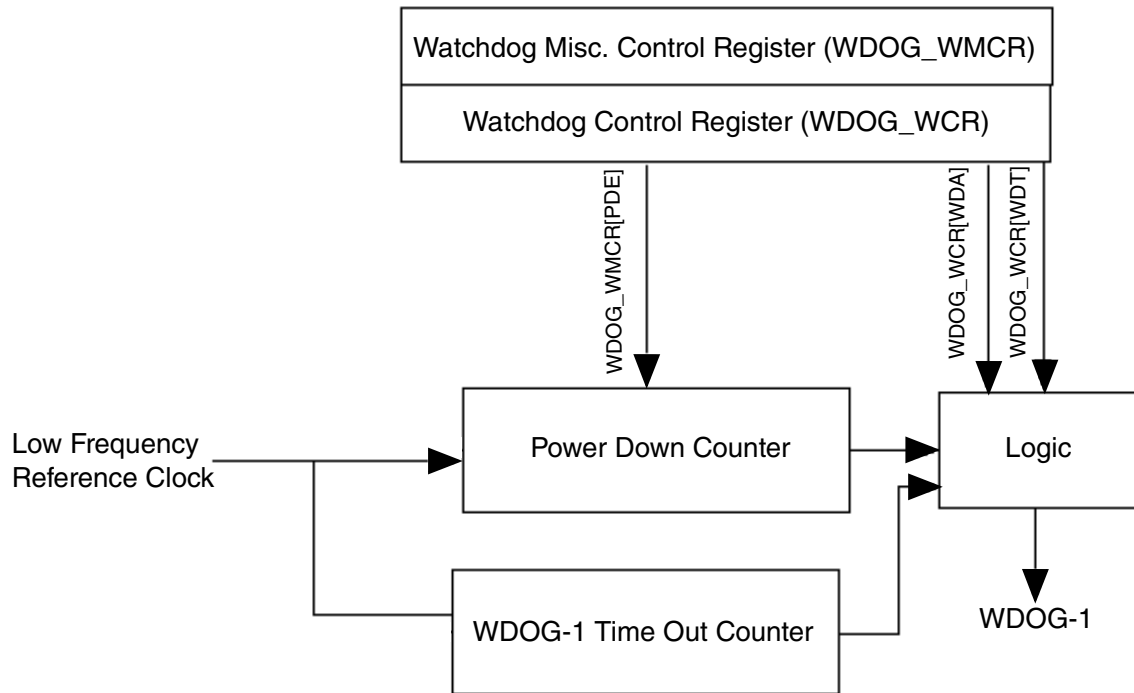 Watchdog Misc. Control Register (WDOG_WMCR)
Watchdog Control Register (WDOG_WCR)
WDOG_WMCR[PDE]
WDOG_WCR[WDA]
WDOG_WCR[WDT]
Low Frequency
Reference Clock
Power Down Counter
Logic
WDOG-1 Time Out Counter
WDOG-1